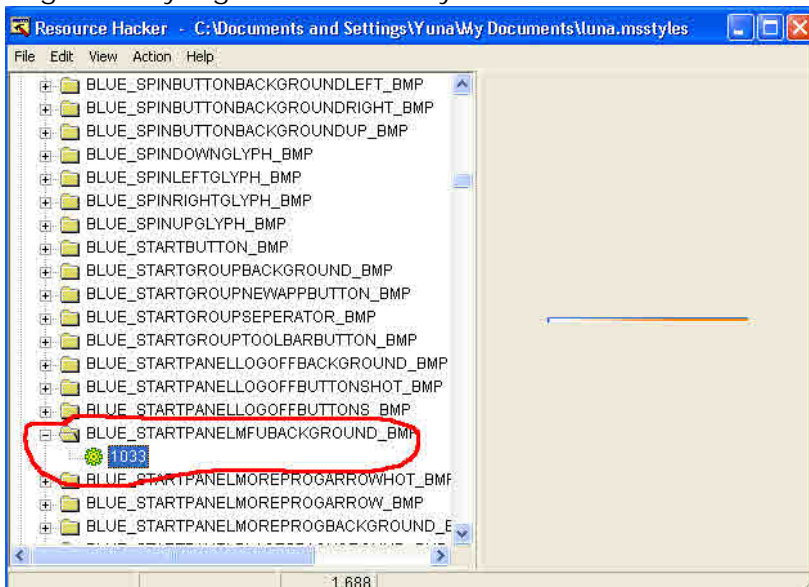 Resource Hacker - C:\Documents and Settings\Yuna\My Documents\luna.msstyles
File Edit View Action Help
BLUE_SPINBUTTONBACKGROUNDLEFT_BMP
BLUE_SPINBUTTONBACKGROUNDRIGHT_BMP
BLUE_SPINBUTTONBACKGROUNDUP_BMP
BLUE_SPINDOWNGLYPH_BMP
BLUE_SPINLEFTGLYPH_BMP
BLUE_SPINRIGHTGLYPH_BMP
BLUE_SPINUPGLYPH_BMP
BLUE_STARTBUTTON_BMP
BLUE_STARTGROUPBACKGROUND_BMP
BLUE_STARTGROUPNEWAPPBUTTON_BMP
BLUE_STARTGROUPSEPERATOR_BMP
BLUE_STARTGROUPTOOLBARBUTTON_BMP
BLUE_STARTPANELLOGOFFBACKGROUND_BMP
BLUE_STARTPANELLOGOFFBUTTONSHOT_BMP
BLUE_STARTPANELLOGOFFBUTTONS_BMP
BLUE_STARTPANELMFUBACKGROUND_BMP
1033
BLUE_STARTPANELMOREPROGARROWHOT_BMP
BLUE_STARTPANELMOREPROGARROW_BMP
BLUE_STARTPANELMOREPROGBACKGROUND_B
1,688